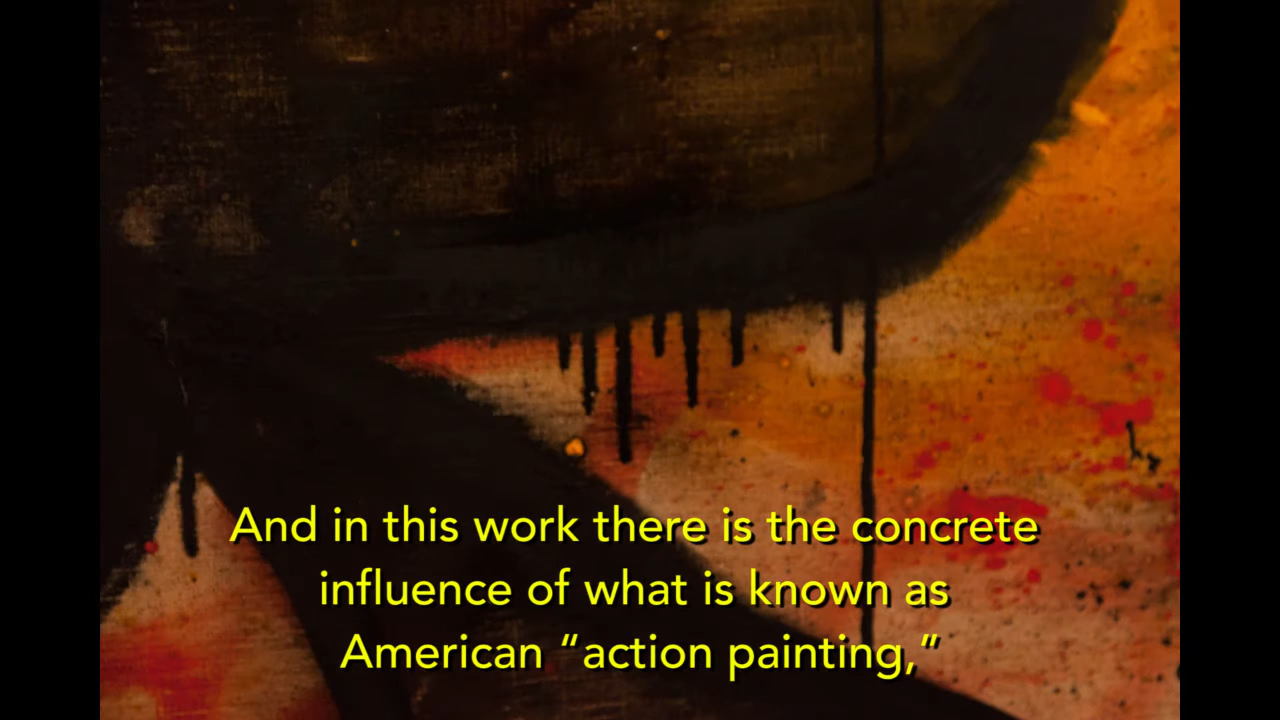 And in this work there is the concrete
influence of what is known as
American “action painting,”